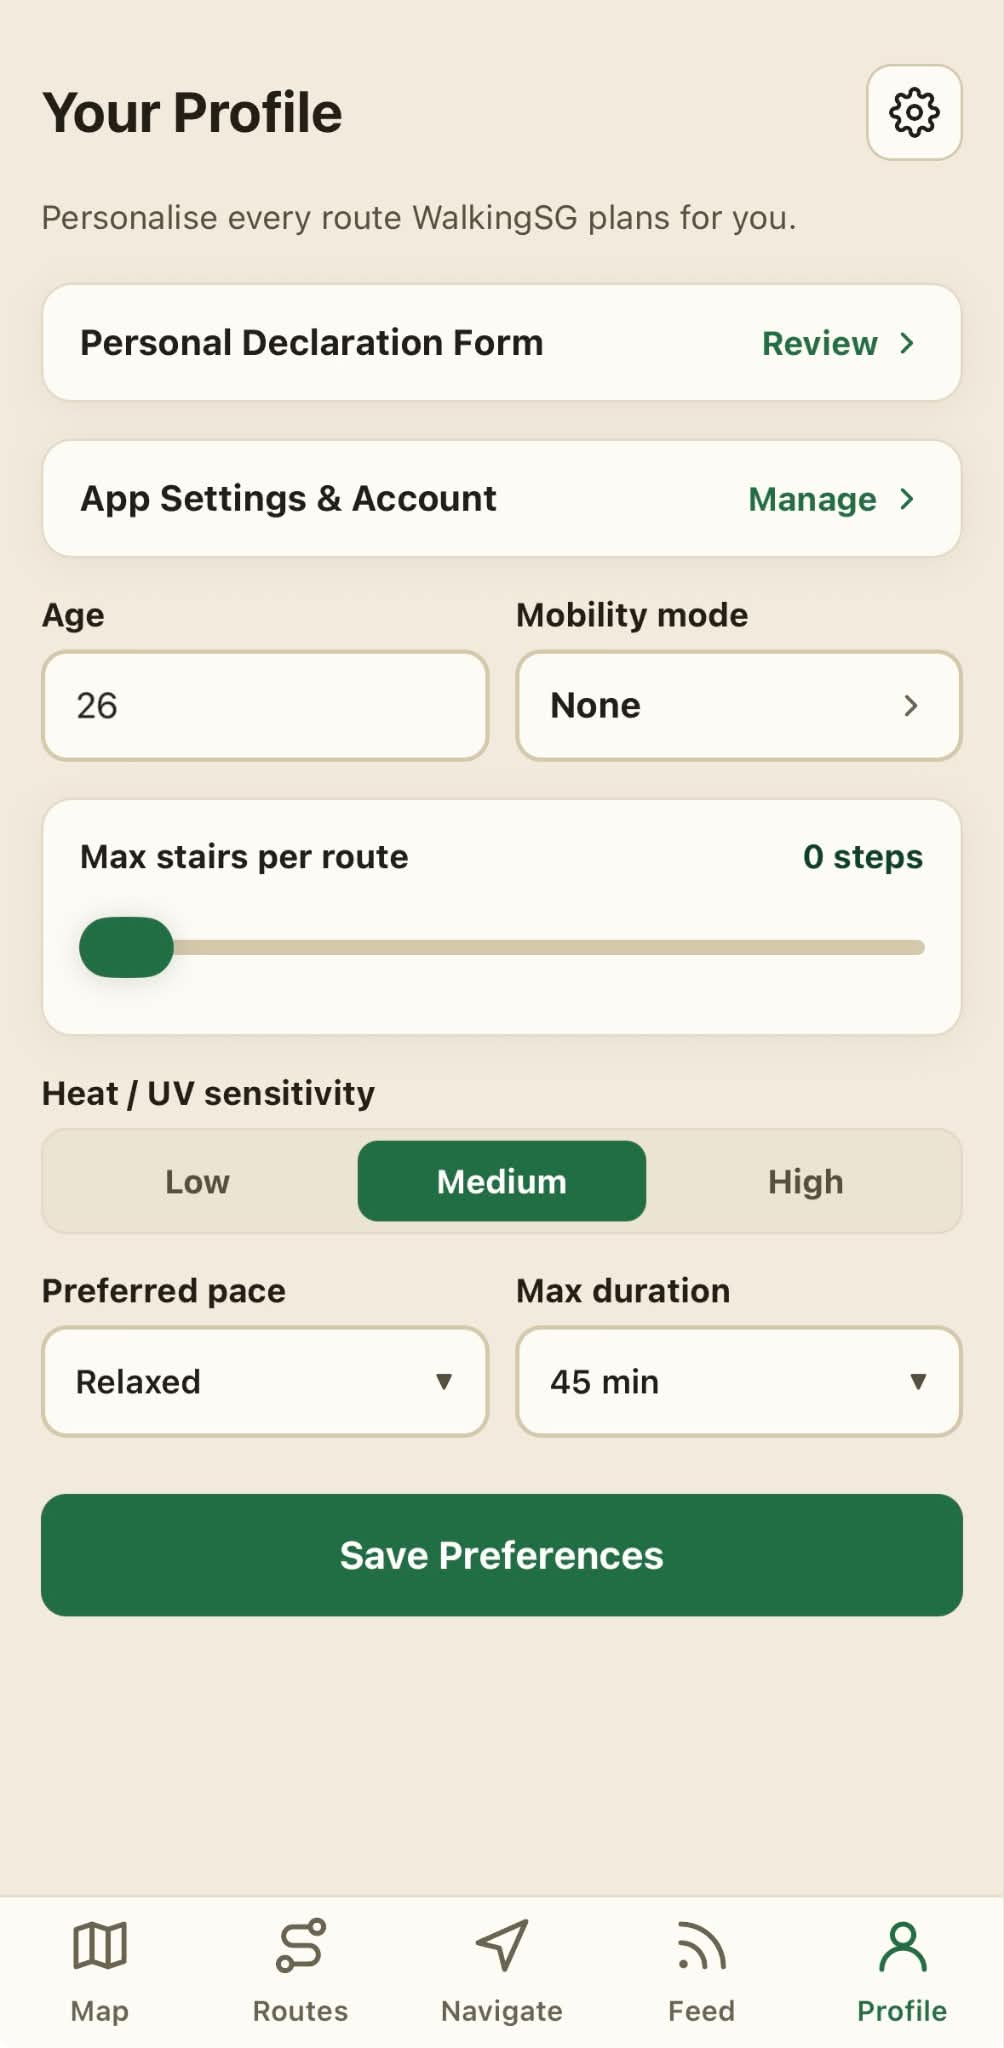 Your Profile
Personalise every route WalkingSG plans for you.
Personal Declaration Form Review
App Settings & Account Manage
Age Mobility mode
26 None
Max stairs per route 0 steps
Heat / UV sensitivity
Low Medium High
Preferred pace Max duration
Relaxed 45 min
Save Preferences
Map Routes Navigate Feed Profile